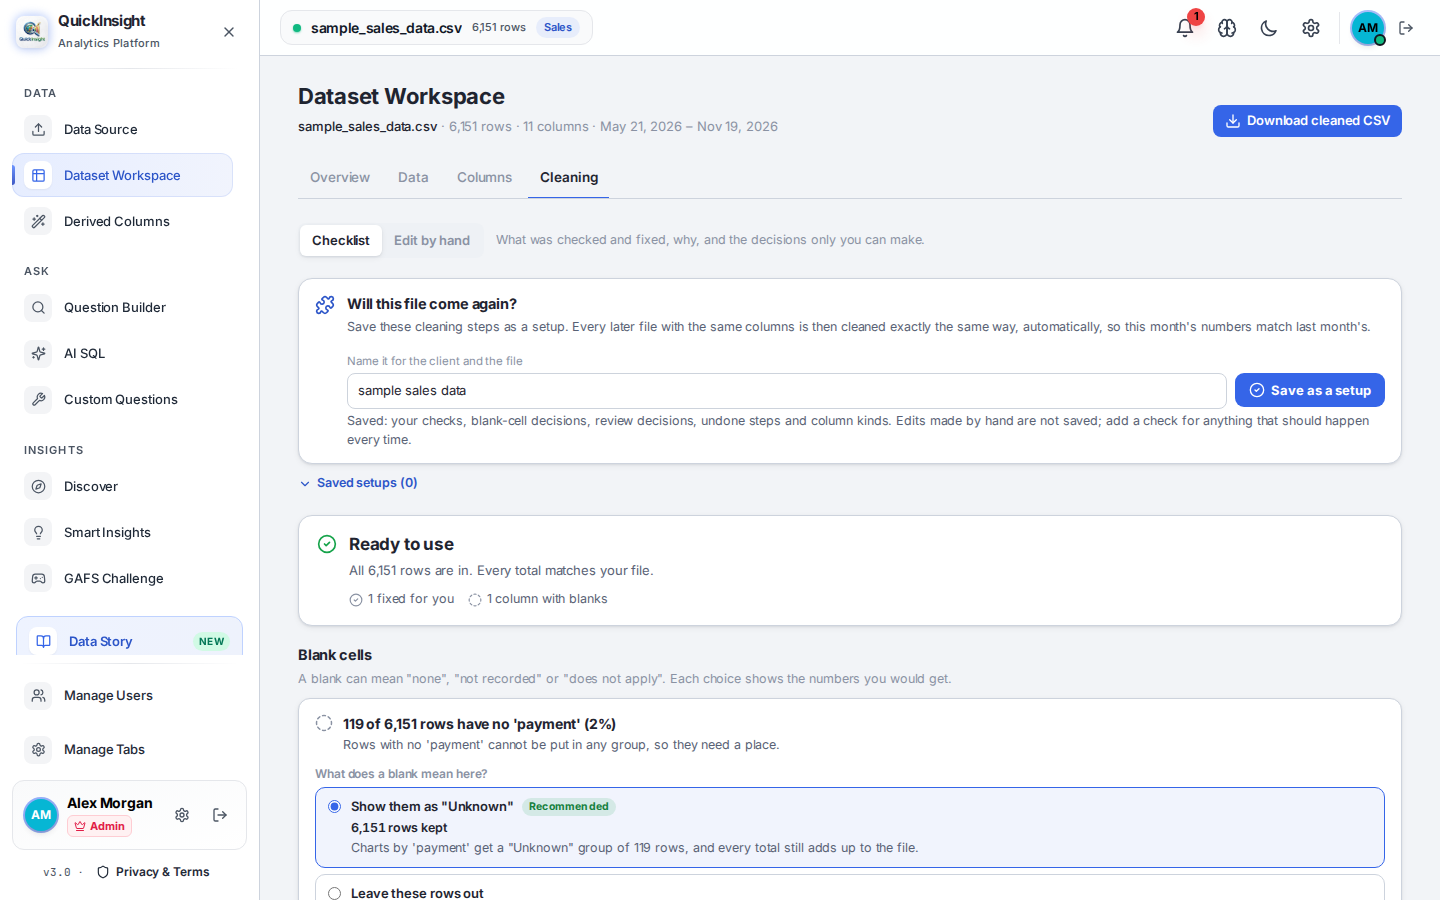 QuickInsight
Analytics Platform
DATA
Data Source
Dataset Workspace
Derived Columns
ASK
Question Builder
AI SQL
Custom Questions
INSIGHTS
Discover
Smart Insights
GAFS Challenge
Data Story NEW
Manage Users
Manage Tabs
AM Alex Morgan
Admin
v3.0 · Privacy & Terms
sample_sales_data.csv 6,151 rows Sales
1
AM
Dataset Workspace
sample_sales_data.csv · 6,151 rows · 11 columns · May 21, 2026 – Nov 19, 2026
Download cleaned CSV
Overview Data Columns Cleaning
Checklist Edit by hand What was checked and fixed, why, and the decisions only you can make.
Will this file come again?
Save these cleaning steps as a setup. Every later file with the same columns is then cleaned exactly the same way, automatically, so this month's numbers match last month's.
Name it for the client and the file
sample sales data
Save as a setup
Saved: your checks, blank-cell decisions, review decisions, undone steps and column kinds. Edits made by hand are not saved; add a check for anything that should happen
every time.
Saved setups (0)
Ready to use
All 6,151 rows are in. Every total matches your file.
1 fixed for you 1 column with blanks
Blank cells
A blank can mean "none", "not recorded" or "does not apply". Each choice shows the numbers you would get.
119 of 6,151 rows have no 'payment' (2%)
Rows with no 'payment' cannot be put in any group, so they need a place.
What does a blank mean here?
Show them as "Unknown" Recommended
6,151 rows kept
Charts by 'payment' get a "Unknown" group of 119 rows, and every total still adds up to the file.
Leave these rows out